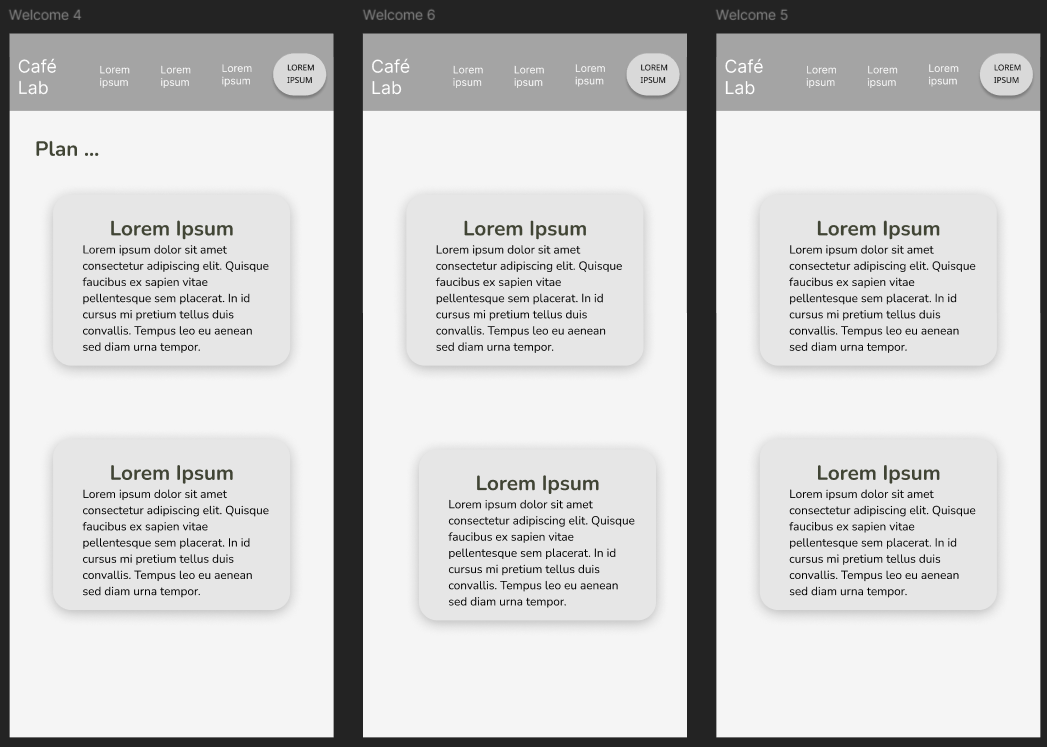 Welcome 4
Café
Lab
Lorem
ipsum
Lorem
ipsum
Lorem
ipsum
LOREM
IPSUM
Plan ...
Lorem Ipsum
Lorem ipsum dolor sit amet
consectetur adipiscing elit. Quisque
faucibus ex sapien vitae
pellentesque sem placerat. In id
cursus mi pretium tellus duis
convallis. Tempus leo eu aenean
sed diam urna tempor.
Lorem Ipsum
Lorem ipsum dolor sit amet
consectetur adipiscing elit. Quisque
faucibus ex sapien vitae
pellentesque sem placerat. In id
cursus mi pretium tellus duis
convallis. Tempus leo eu aenean
sed diam urna tempor.
Welcome 6
Café
Lab
Lorem
ipsum
Lorem
ipsum
Lorem
ipsum
LOREM
IPSUM
Lorem Ipsum
Lorem ipsum dolor sit amet
consectetur adipiscing elit. Quisque
faucibus ex sapien vitae
pellentesque sem placerat. In id
cursus mi pretium tellus duis
convallis. Tempus leo eu aenean
sed diam urna tempor.
Lorem Ipsum
Lorem ipsum dolor sit amet
consectetur adipiscing elit. Quisque
faucibus ex sapien vitae
pellentesque sem placerat. In id
cursus mi pretium tellus duis
convallis. Tempus leo eu aenean
sed diam urna tempor.
Welcome 5
Café
Lab
Lorem
ipsum
Lorem
ipsum
Lorem
ipsum
LOREM
IPSUM
Lorem Ipsum
Lorem ipsum dolor sit amet
consectetur adipiscing elit. Quisque
faucibus ex sapien vitae
pellentesque sem placerat. In id
cursus mi pretium tellus duis
convallis. Tempus leo eu aenean
sed diam urna tempor.
Lorem Ipsum
Lorem ipsum dolor sit amet
consectetur adipiscing elit. Quisque
faucibus ex sapien vitae
pellentesque sem placerat. In id
cursus mi pretium tellus duis
convallis. Tempus leo eu aenean
sed diam urna tempor.